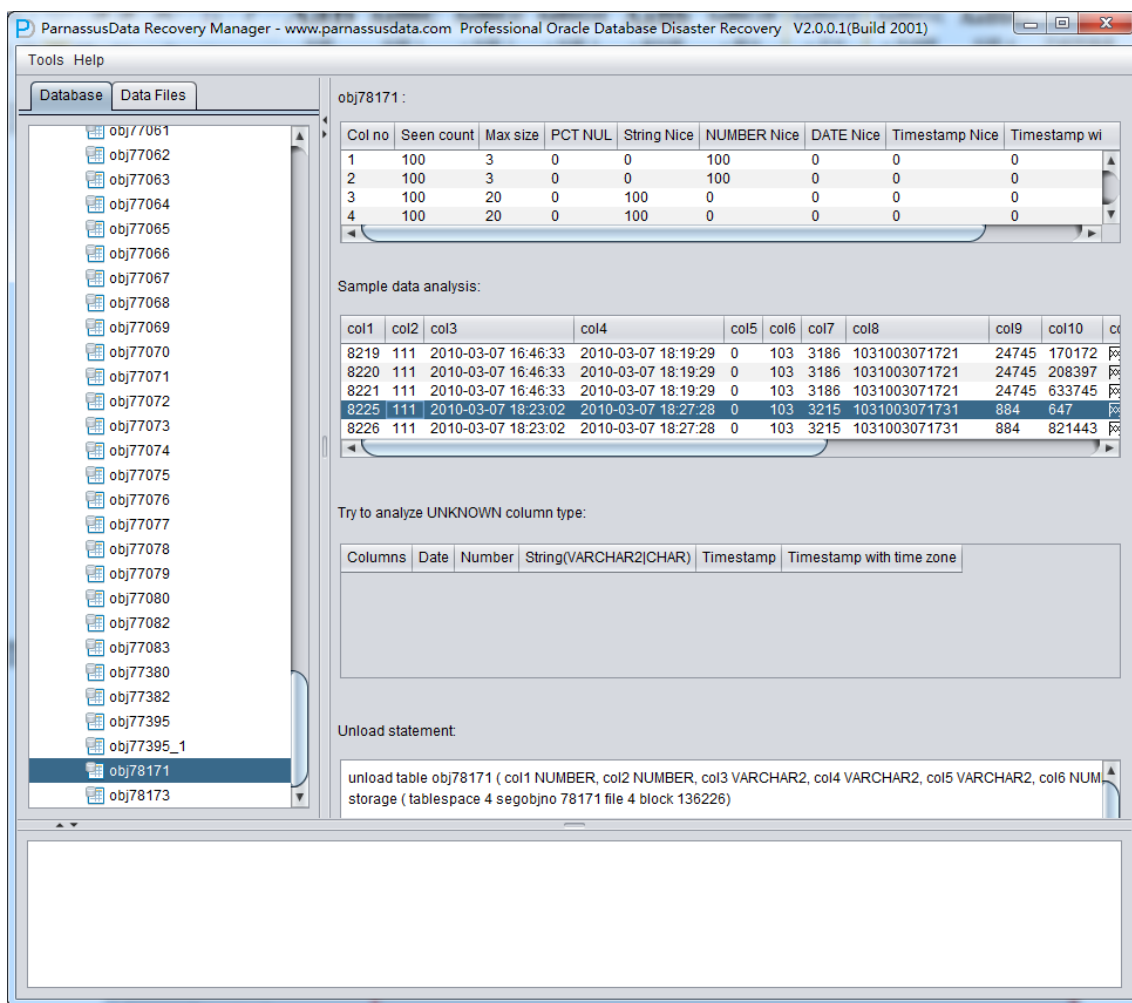 ParnassusData Recovery Manager - www.parnassusdata.com Professional Oracle Database Disaster Recovery V2.0.0.1(Build 2001)
Tools Help
Database Data Files
obj77061
obj77062
obj77063
obj77064
obj77065
obj77066
obj77067
obj77068
obj77069
obj77070
obj77071
obj77072
obj77073
obj77074
obj77075
obj77076
obj77077
obj77078
obj77079
obj77080
obj77082
obj77083
obj77380
obj77382
obj77395
obj77395_1
obj78171
obj78173
obj78171 :
Col no Seen count Max size PCT NUL String Nice NUMBER Nice DATE Nice Timestamp Nice Timestamp wi
1 100 3 0 0 100 0 0 0
2 100 3 0 0 100 0 0 0
3 100 20 0 100 0 0 0 0
4 100 20 0 100 0 0 0 0
Sample data analysis:
col1 col2 col3 col4 col5 col6 col7 col8 col9 col10
8219 111 2010-03-07 16:46:33 2010-03-07 18:19:29 0 103 3186 1031003071721 24745 170172
8220 111 2010-03-07 16:46:33 2010-03-07 18:19:29 0 103 3186 1031003071721 24745 208397
8221 111 2010-03-07 16:46:33 2010-03-07 18:19:29 0 103 3186 1031003071721 24745 633745
8225 111 2010-03-07 18:23:02 2010-03-07 18:27:28 0 103 3215 1031003071731 884 647
8226 111 2010-03-07 18:23:02 2010-03-07 18:27:28 0 103 3215 1031003071731 884 821443
Try to analyze UNKNOWN column type:
Columns Date Number String(VARCHAR2|CHAR) Timestamp Timestamp with time zone
Unload statement:
unload table obj78171 ( col1 NUMBER, col2 NUMBER, col3 VARCHAR2, col4 VARCHAR2, col5 VARCHAR2, col6 NUM
storage ( tablespace 4 segobjno 78171 file 4 block 136226)